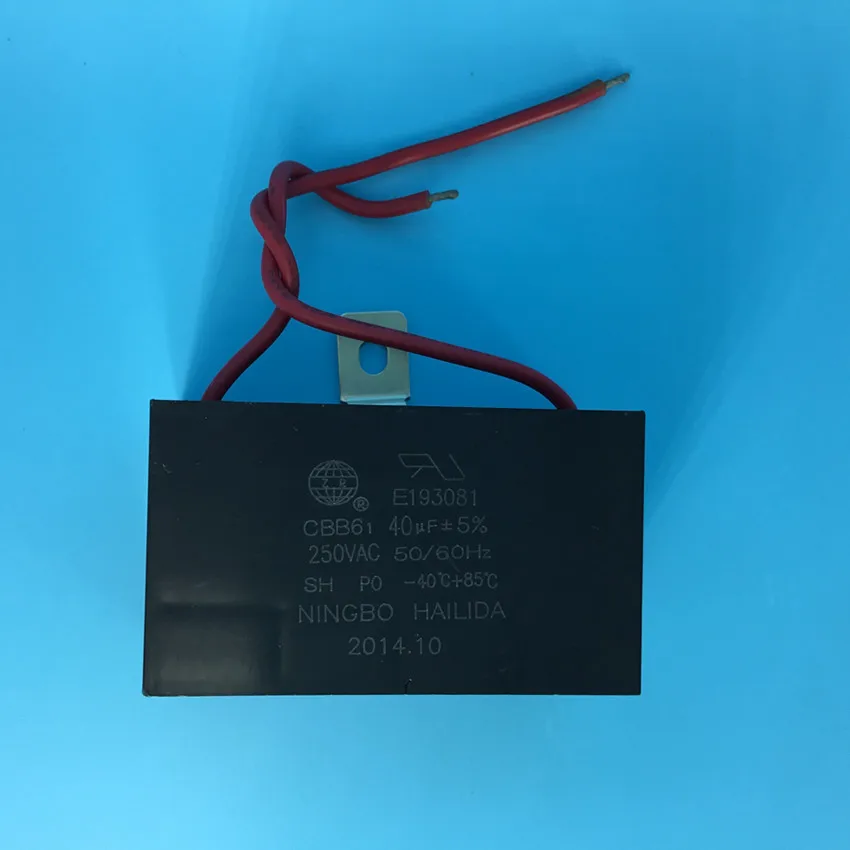 Z R ®
E193081
CBB61 40μF±5%
250VAC 50/60Hz
SH P0 -40℃+85℃
NINGBO HAILIDA
2014.10